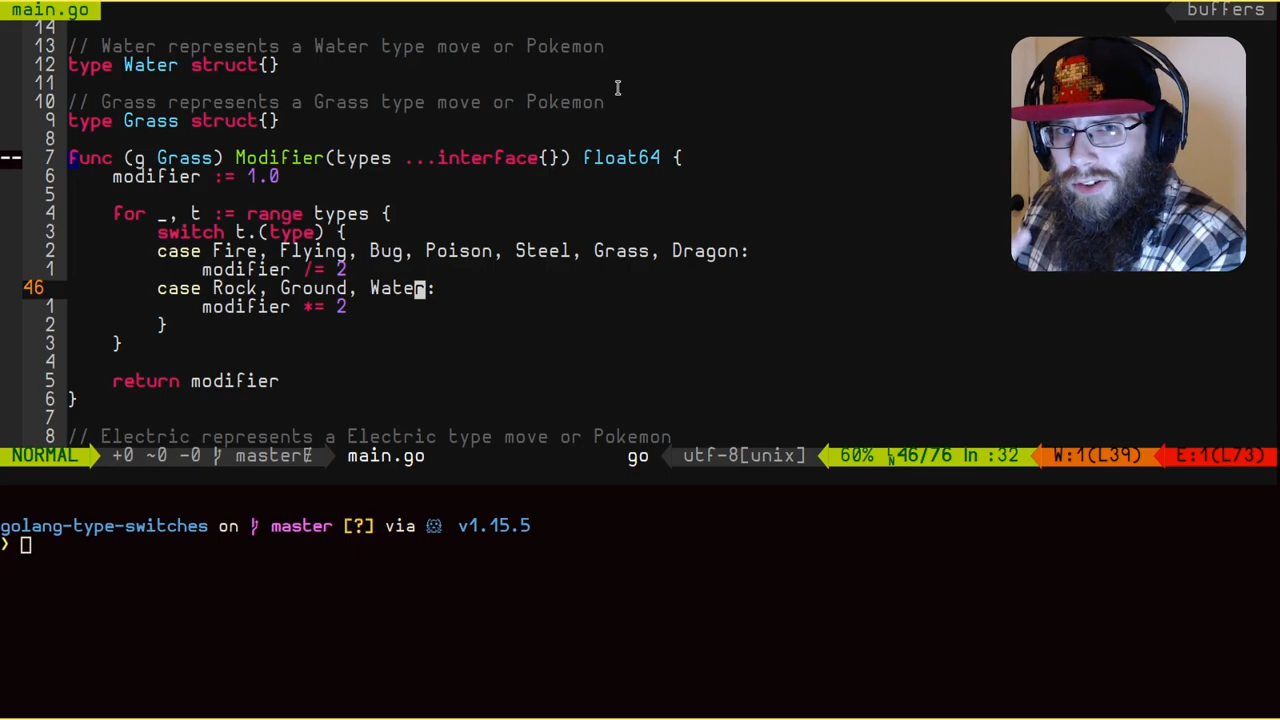 main.go
buffers
14
13 // Water represents a Water type move or Pokemon
12 type Water struct{}
11
10 // Grass represents a Grass type move or Pokemon
9 type Grass struct{}
8
-- 7 func (g Grass) Modifier(types ...interface{}) float64 {
6 modifier := 1.0
5
4 for _, t := range types {
3 switch t.(type) {
2 case Fire, Flying, Bug, Poison, Steel, Grass, Dragon:
1 modifier /= 2
46 case Rock, Ground, Water:
1 modifier *= 2
2 }
3 }
4
5 return modifier
6 }
7
8 // Electric represents a Electric type move or Pokemon
NORMAL +0 ~0 -0 master main.go go utf-8[unix] 60% 46/76 ln :32 W:1(L39) E:1(L73)
golang-type-switches on master [?] via v1.15.5
❯